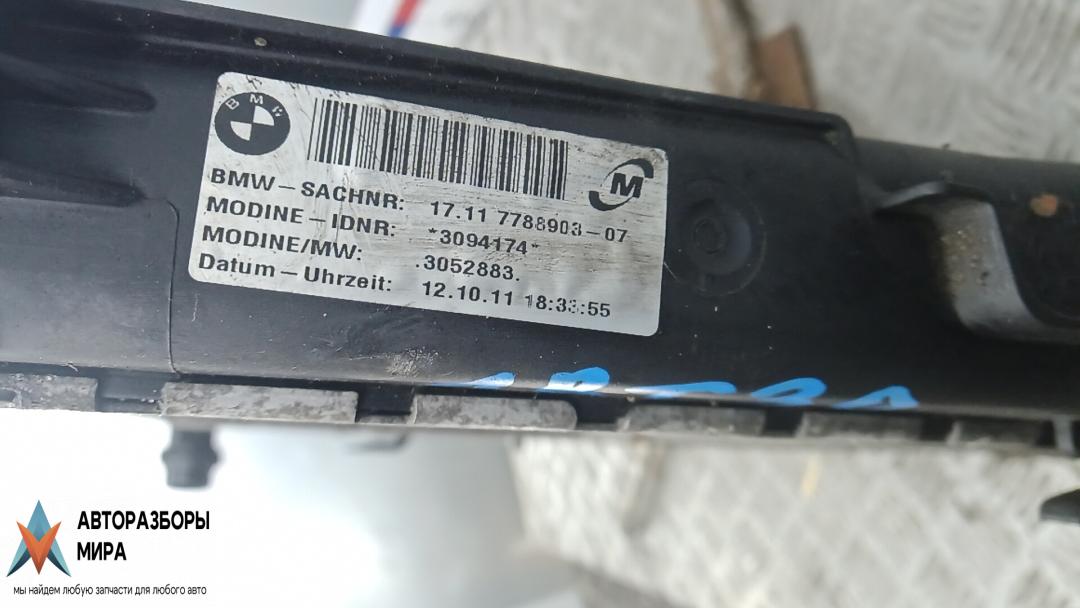 BMW
M
BMW-SACHNR: 17.11 7788903-07
MODINE-IDNR: *3094174*
MODINE/MW: .3052883.
Datum-Uhrzeit: 12.10.11 18:33:55
АВТОРАЗБОРЫ
МИРА
мы найдем любую запчасти для любого авто